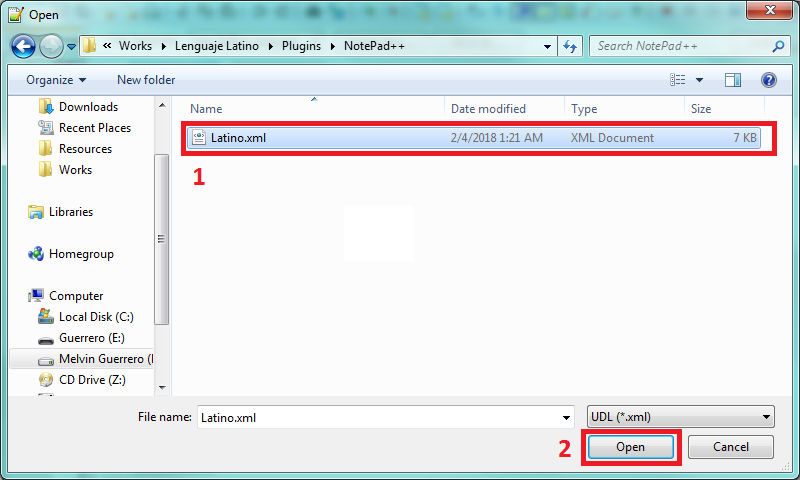 Open
« Works Lenguaje Latino Plugins NotePad++ Search NotePad++
Organize New folder
Name Date modified Type Size
Latino.xml 2/4/2018 1:21 AM XML Document 7 KB
1
Downloads
Recent Places
Resources
Works
Libraries
Homegroup
Computer
Local Disk (C:)
Guerrero (E:)
Melvin Guerrero (
CD Drive (Z:)
File name: Latino.xml UDL (*.xml)
2 Open Cancel